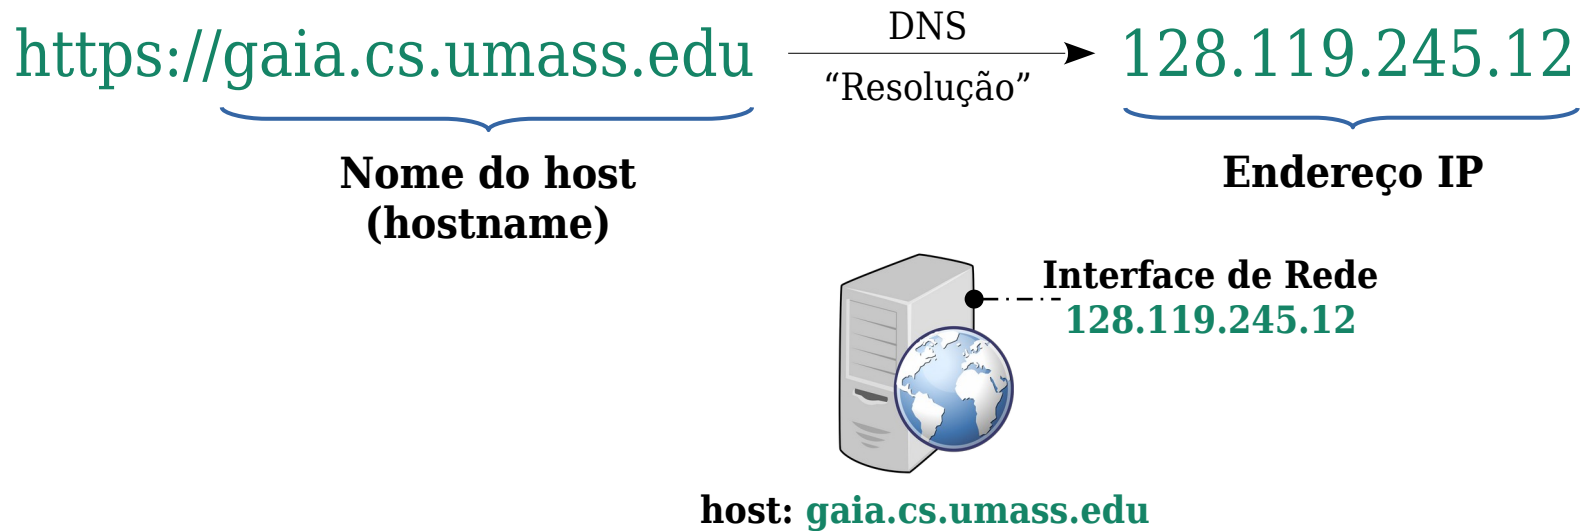 https://gaia.cs.umass.edu
DNS
“Resolução”
128.119.245.12
Nome do host
(hostname)
Endereço IP
Interface de Rede
128.119.245.12
host: gaia.cs.umass.edu